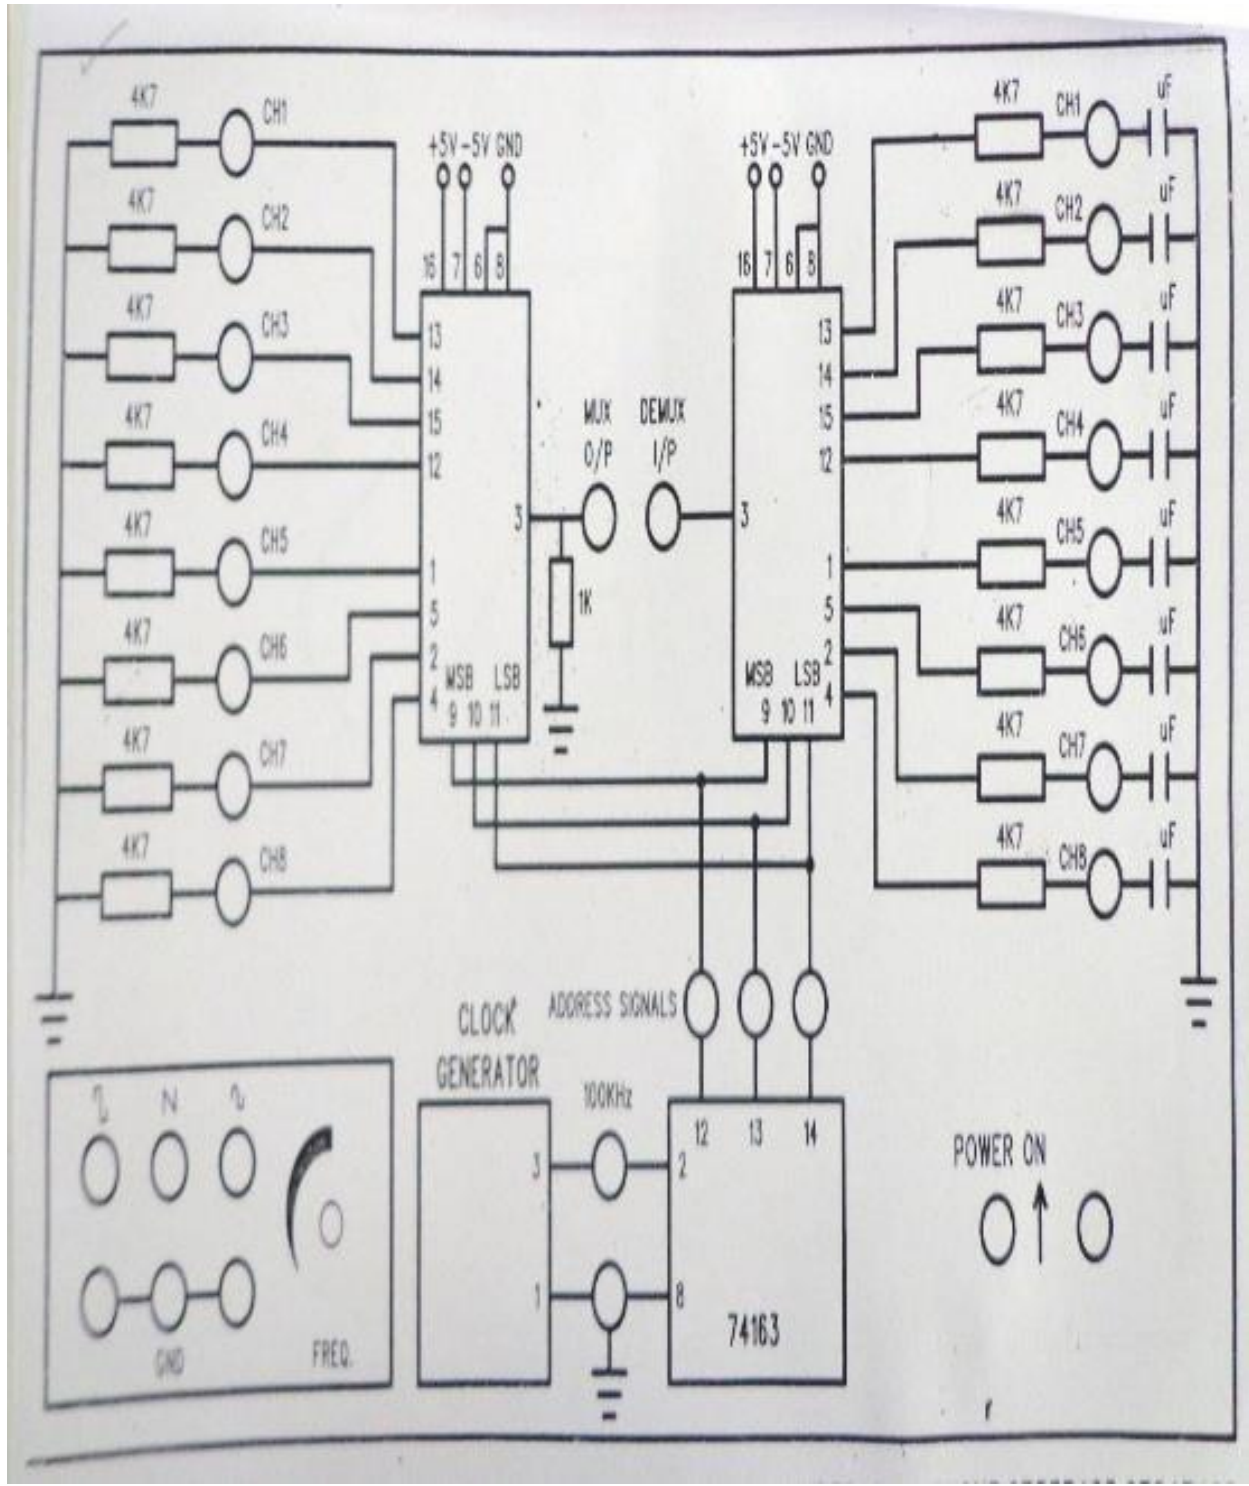 4K7 CH1
4K7 CH2
4K7 CH3
4K7 CH4
4K7 CH5
4K7 CH6
4K7 CH7
4K7 CH8
+5V -5V GND
16 7 6 8
13
14
15
12
3
1
5
2
4
MSB LSB
9 10 11
1K
MUX
O/P
DEMUX
I/P
+5V -5V GND
16 7 6 8
13
14
15
12
3
1
5
2
4
MSB LSB
9 10 11
4K7 CH1 uF
4K7 CH2 uF
4K7 CH3 uF
4K7 CH4 uF
4K7 CH5 uF
4K7 CH6 uF
4K7 CH7 uF
4K7 CH8 uF
ADDRESS SIGNALS
CLOCK
GENERATOR
100KHz
3
1
12 13 14
2
8
74163
GND
FREQ.
POWER ON